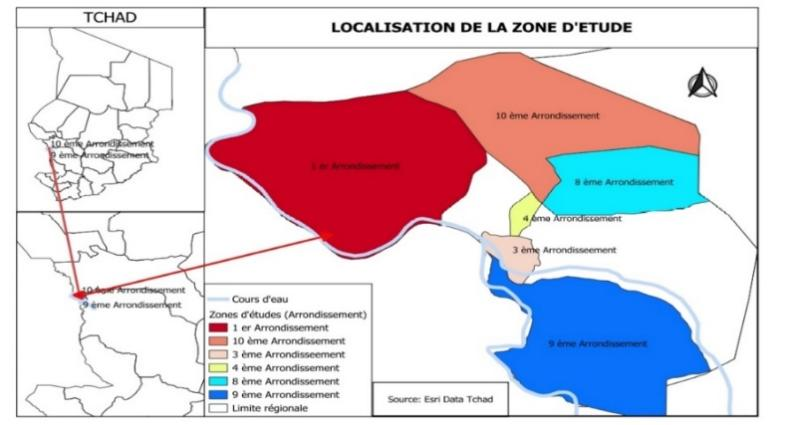 TCHAD
LOCALISATION DE LA ZONE D'ETUDE
10 ème Arrondissement
9 ème Arrondissement
10 ème Arrondissement
9 ème Arrondissement
10 ème Arrondissement
1 er Arrondissement
8 ème Arrondissement
4 ème Arrondissement
3 ème Arrondisseement
9 ème Arrondissement
Cours d'eau
Zones d'études (Arrondissement)
1 er Arrondissement
10 ème Arrondissement
3 ème Arrondisseement
4 ème Arrondissement
8 ème Arrondissement
9 ème Arrondissement
Limite régionale
Source: Esri Data Tchad